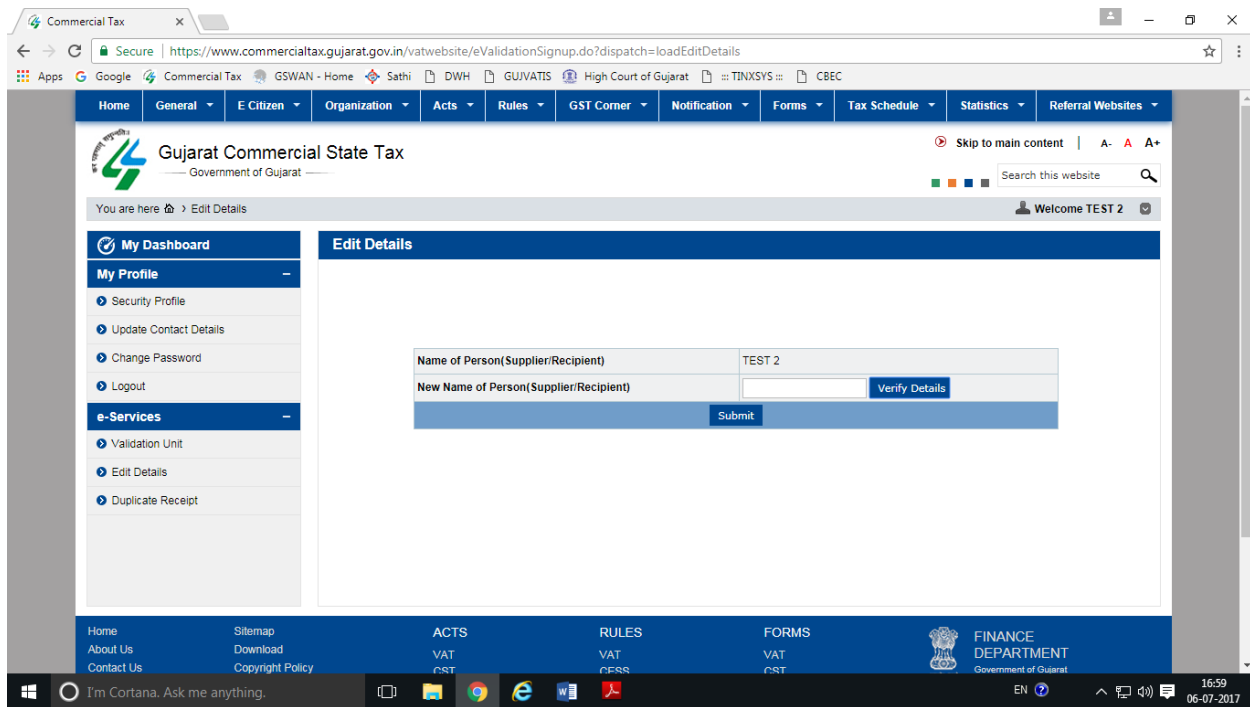 Commercial Tax
Secure | https://www.commercialtax.gujarat.gov.in/vatwebsite/eValidationSignup.do?dispatch=loadEditDetails
Apps Google Commercial Tax GSWAN - Home Sathi DWH GUJVATIS High Court of Gujarat ::: TINXSYS ::: CBEC
Home General E Citizen Organization Acts Rules GST Corner Notification Forms Tax Schedule Statistics Referral Websites
Skip to main content | A- A A+
Gujarat Commercial State Tax
Government of Gujarat
Search this website
You are here > Edit Details
Welcome TEST 2
My Dashboard
Edit Details
My Profile –
Security Profile
Update Contact Details
Change Password
Logout
Name of Person(Supplier/Recipient) TEST 2
New Name of Person(Supplier/Recipient) Verify Details
Submit
e-Services –
Validation Unit
Edit Details
Duplicate Receipt
Home Sitemap ACTS RULES FORMS FINANCE
About Us Download VAT VAT VAT DEPARTMENT
Contact Us Copyright Policy CST CESS CST Government of Gujarat
I'm Cortana. Ask me anything.
EN
16:59
06-07-2017